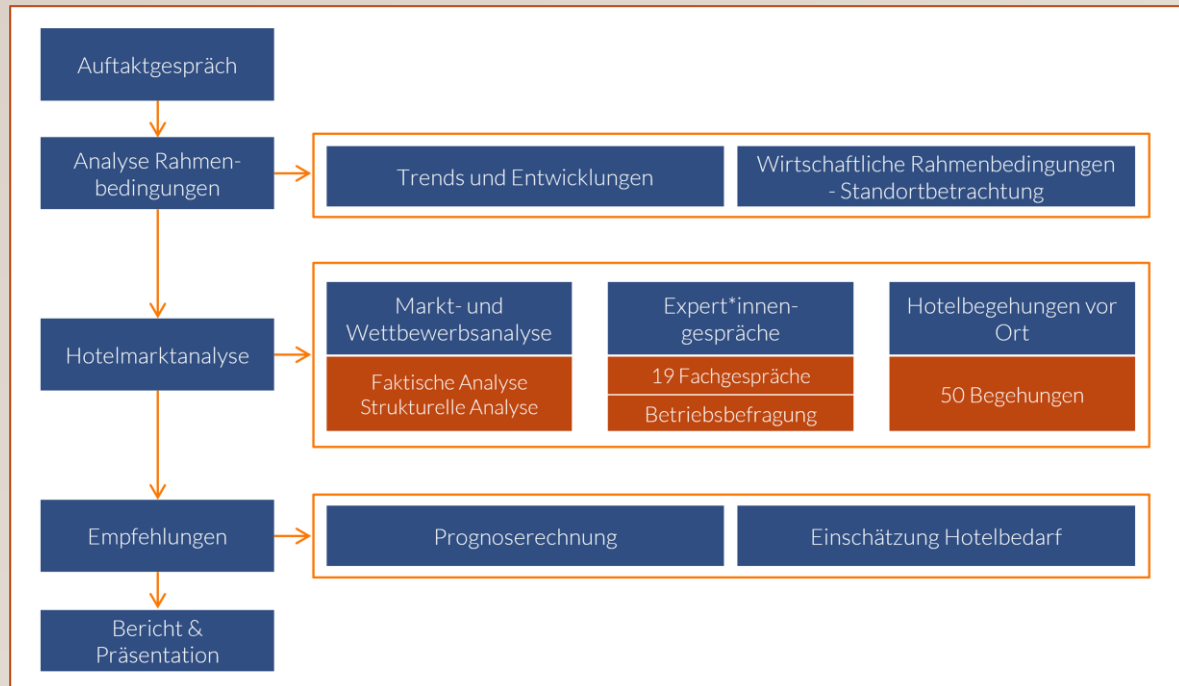 Auftaktgespräch
Analyse Rahmen-
bedingungen
Trends und Entwicklungen
Wirtschaftliche Rahmenbedingungen
- Standortbetrachtung
Hotelmarktanalyse
Markt- und
Wettbewerbsanalyse
Faktische Analyse
Strukturelle Analyse
Expert*innen-
gespräche
19 Fachgespräche
Betriebsbefragung
Hotelbegehungen vor
Ort
50 Begehungen
Empfehlungen
Prognoserechnung
Einschätzung Hotelbedarf
Bericht &
Präsentation